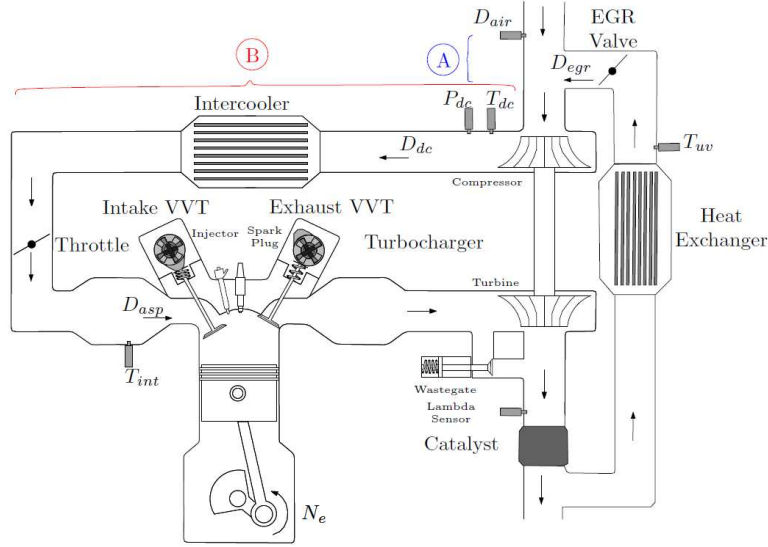 D_air
EGR
Valve
B
A
D_egr
Intercooler
P_dc T_dc
D_dc
T_uv
Compressor
Intake VVT
Exhaust VVT
Injector
Spark
Plug
Throttle
Turbocharger
Heat
Exchanger
Turbine
D_asp
T_int
Wastegate
Lambda
Sensor
Catalyst
N_e